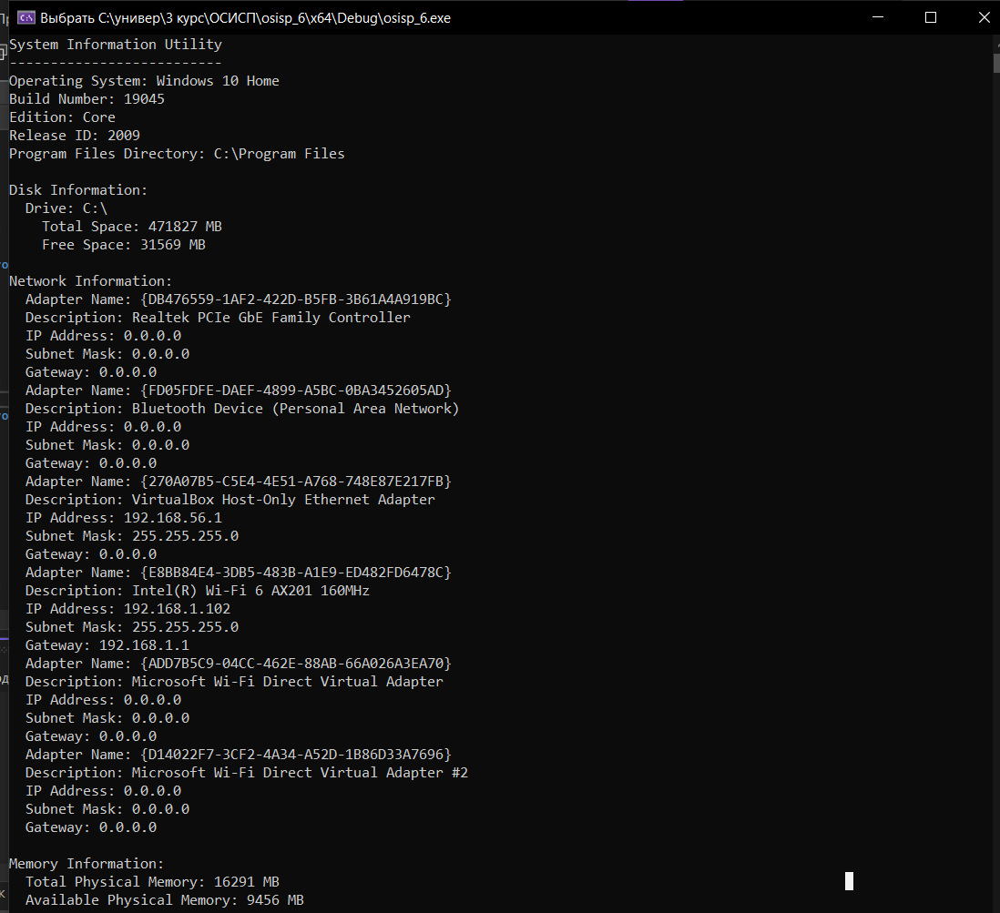 Выбрать C:\универ\3 курс\ОСИСП\osisp_6\x64\Debug\osisp_6.exe
System Information Utility
--------------------------
Operating System: Windows 10 Home
Build Number: 19045
Edition: Core
Release ID: 2009
Program Files Directory: C:\Program Files
Disk Information:
Drive: C:\
Total Space: 471827 MB
Free Space: 31569 MB
Network Information:
Adapter Name: {DB476559-1AF2-422D-B5FB-3B61A4A919BC}
Description: Realtek PCIe GbE Family Controller
IP Address: 0.0.0.0
Subnet Mask: 0.0.0.0
Gateway: 0.0.0.0
Adapter Name: {FD05FDFE-DAEF-4899-A5BC-0BA3452605AD}
Description: Bluetooth Device (Personal Area Network)
IP Address: 0.0.0.0
Subnet Mask: 0.0.0.0
Gateway: 0.0.0.0
Adapter Name: {270A07B5-C5E4-4E51-A768-748E87E217FB}
Description: VirtualBox Host-Only Ethernet Adapter
IP Address: 192.168.56.1
Subnet Mask: 255.255.255.0
Gateway: 0.0.0.0
Adapter Name: {E8BB84E4-3DB5-483B-A1E9-ED482FD6478C}
Description: Intel(R) Wi-Fi 6 AX201 160MHz
IP Address: 192.168.1.102
Subnet Mask: 255.255.255.0
Gateway: 192.168.1.1
Adapter Name: {ADD7B5C9-04CC-462E-88AB-66A026A3EA70}
Description: Microsoft Wi-Fi Direct Virtual Adapter
IP Address: 0.0.0.0
Subnet Mask: 0.0.0.0
Gateway: 0.0.0.0
Adapter Name: {D14022F7-3CF2-4A34-A52D-1B86D33A7696}
Description: Microsoft Wi-Fi Direct Virtual Adapter #2
IP Address: 0.0.0.0
Subnet Mask: 0.0.0.0
Gateway: 0.0.0.0
Memory Information:
Total Physical Memory: 16291 MB
Available Physical Memory: 9456 MB